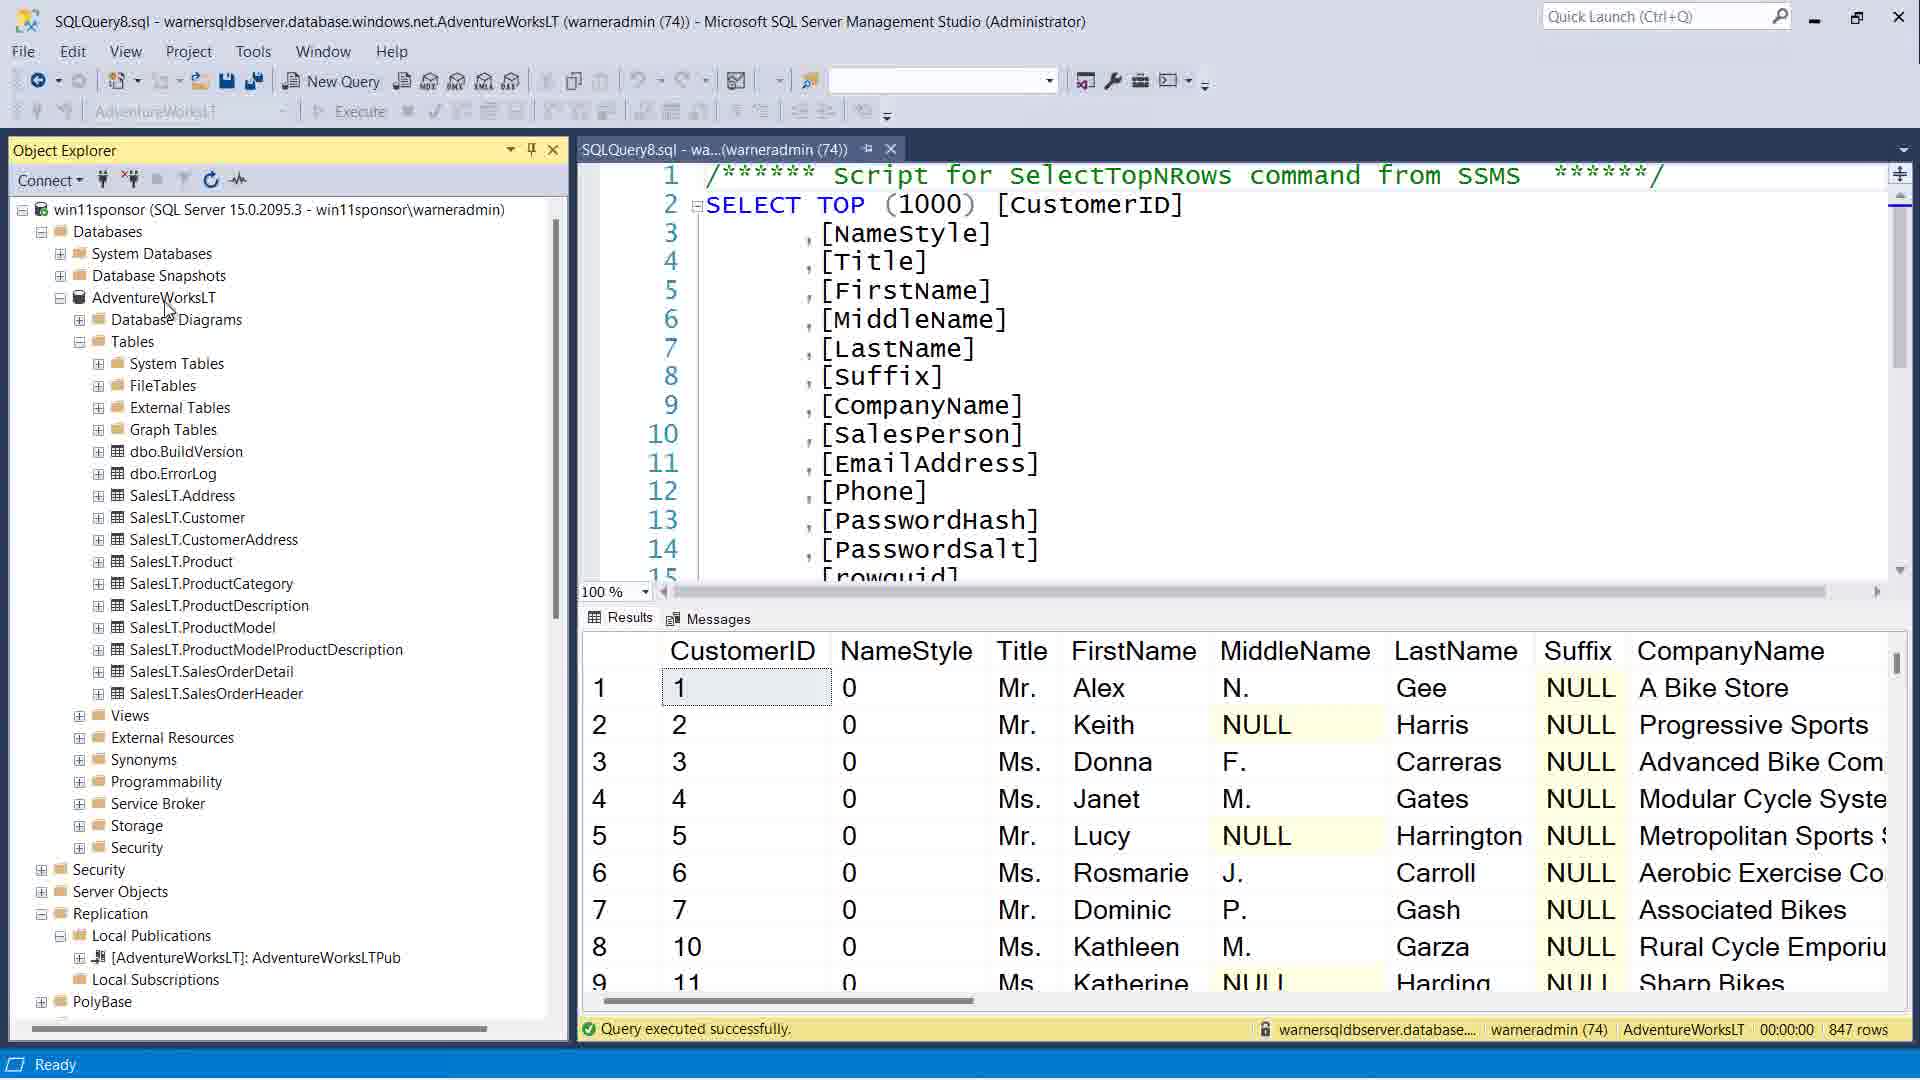 SQLQuery8.sql - warnersqldbserver.database.windows.net.AdventureWorksLT (warneradmin (74)) - Microsoft SQL Server Management Studio (Administrator)
Quick Launch (Ctrl+Q)
File Edit View Project Tools Window Help
New Query MDX DMX XMLA DAX
AdventureWorksLT Execute
Object Explorer
Connect
win11sponsor (SQL Server 15.0.2095.3 - win11sponsor\warneradmin)
Databases
System Databases
Database Snapshots
AdventureWorksLT
Database Diagrams
Tables
System Tables
FileTables
External Tables
Graph Tables
dbo.BuildVersion
dbo.ErrorLog
SalesLT.Address
SalesLT.Customer
SalesLT.CustomerAddress
SalesLT.Product
SalesLT.ProductCategory
SalesLT.ProductDescription
SalesLT.ProductModel
SalesLT.ProductModelProductDescription
SalesLT.SalesOrderDetail
SalesLT.SalesOrderHeader
Views
External Resources
Synonyms
Programmability
Service Broker
Storage
Security
Security
Server Objects
Replication
Local Publications
[AdventureWorksLT]: AdventureWorksLTPub
Local Subscriptions
PolyBase
SQLQuery8.sql - wa...(warneradmin (74))
1 /****** Script for SelectTopNRows command from SSMS ******/
2 SELECT TOP (1000) [CustomerID]
3 ,[NameStyle]
4 ,[Title]
5 ,[FirstName]
6 ,[MiddleName]
7 ,[LastName]
8 ,[Suffix]
9 ,[CompanyName]
10 ,[SalesPerson]
11 ,[EmailAddress]
12 ,[Phone]
13 ,[PasswordHash]
14 ,[PasswordSalt]
15 ,[rowguid]
100 %
Results Messages
CustomerID NameStyle Title FirstName MiddleName LastName Suffix CompanyName
1 1 0 Mr. Alex N. Gee NULL A Bike Store
2 2 0 Mr. Keith NULL Harris NULL Progressive Sports
3 3 0 Ms. Donna F. Carreras NULL Advanced Bike Com
4 4 0 Ms. Janet M. Gates NULL Modular Cycle Syste
5 5 0 Mr. Lucy NULL Harrington NULL Metropolitan Sports S
6 6 0 Ms. Rosmarie J. Carroll NULL Aerobic Exercise Co
7 7 0 Mr. Dominic P. Gash NULL Associated Bikes
8 10 0 Ms. Kathleen M. Garza NULL Rural Cycle Emporiu
9 11 0 Ms. Katherine NULL Harding NULL Sharp Bikes
Query executed successfully. warnersqldbserver.database.... warneradmin (74) AdventureWorksLT 00:00:00 847 rows
Ready